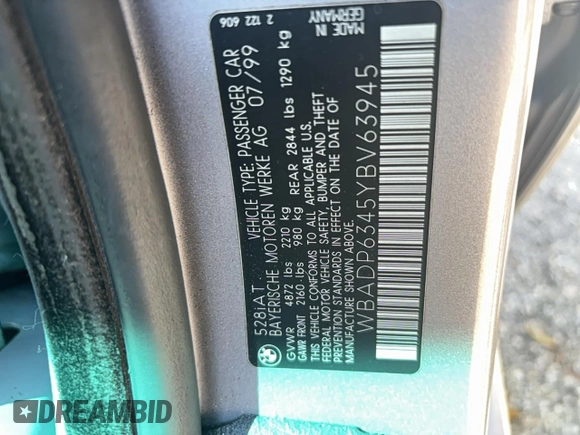 528iAT VEHICLE TYPE: PASSENGER CAR
BAYERISCHE MOTOREN WERKE AG 07/99
GVWR 4872 lbs 2210 kg
GAWR FRONT 2160 lbs 980 kg REAR 2844 lbs 1290 kg
THIS VEHICLE CONFORMS TO ALL APPLICABLE U.S.
FEDERAL MOTOR VEHICLE SAFETY, BUMPER AND THEFT
PREVENTION STANDARDS IN EFFECT ON THE DATE OF
MANUFACTURE SHOWN ABOVE.
WBADP6345YBV63945
2 122 606
MADE IN
GERMANY
DREAMBID